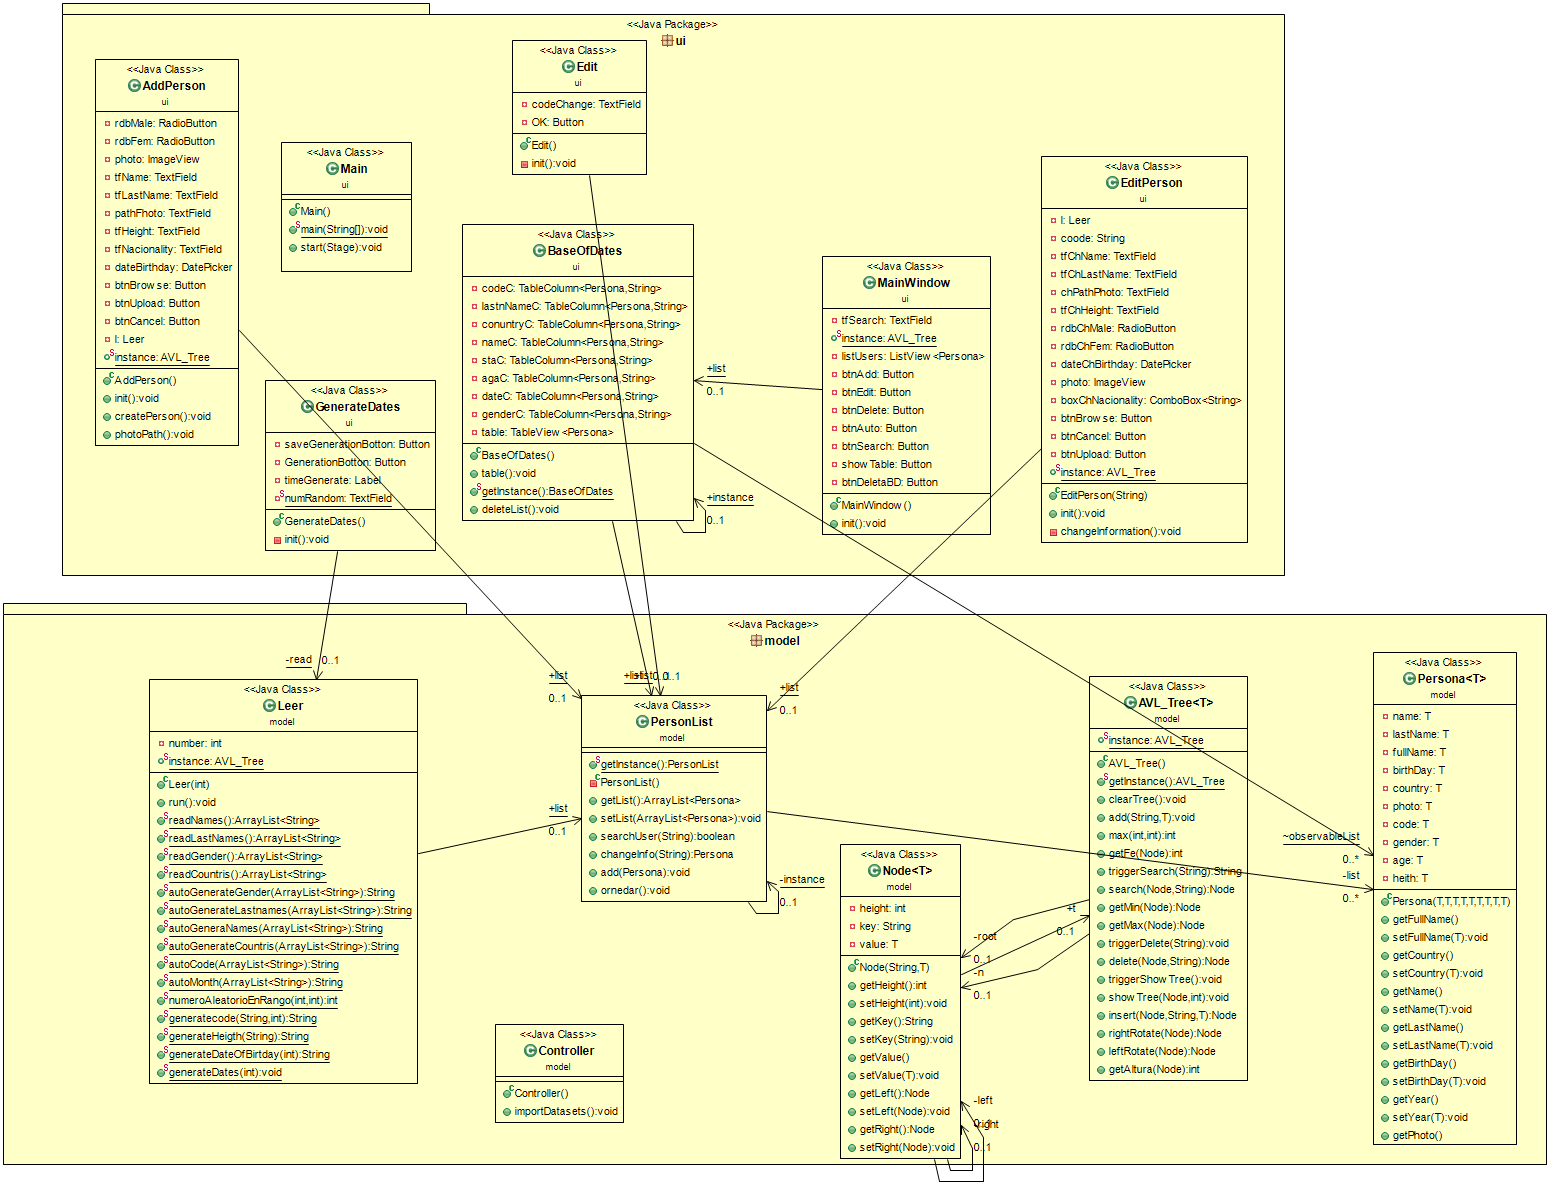 <<Java Package>>
ui
<<Java Class>>
AddPerson
ui
rdbMale: RadioButton
rdbFem: RadioButton
photo: ImageView
tfName: TextField
tfLastName: TextField
pathFhoto: TextField
tfHeight: TextField
tfNacionality: TextField
dateBirthday: DatePicker
btnBrowse: Button
btnUpload: Button
btnCancel: Button
l: Leer
instance: AVL_Tree
AddPerson()
init():void
createPerson():void
photoPath():void
<<Java Class>>
Main
ui
Main()
main(String[]):void
start(Stage):void
<<Java Class>>
Edit
ui
codeChange: TextField
OK: Button
Edit()
init():void
<<Java Class>>
GenerateDates
ui
saveGenerationBotton: Button
GenerationBotton: Button
timeGenerate: Label
numRandom: TextField
GenerateDates()
init():void
<<Java Class>>
BaseOfDates
ui
codeC: TableColumn<Persona,String>
lastnNameC: TableColumn<Persona,String>
conuntryC: TableColumn<Persona,String>
nameC: TableColumn<Persona,String>
staC: TableColumn<Persona,String>
agaC: TableColumn<Persona,String>
dateC: TableColumn<Persona,String>
genderC: TableColumn<Persona,String>
table: TableView<Persona>
BaseOfDates()
table():void
getInstance():BaseOfDates
deleteList():void
+list
0..1
+instance
0..1
<<Java Class>>
MainWindow
ui
tfSearch: TextField
instance: AVL_Tree
listUsers: ListView<Persona>
btnAdd: Button
btnEdit: Button
btnDelete: Button
btnAuto: Button
btnSearch: Button
showTable: Button
btnDeletaBD: Button
MainWindow()
init():void
<<Java Class>>
EditPerson
ui
l: Leer
coode: String
tfChName: TextField
tfChLastName: TextField
chPathPhoto: TextField
tfChHeight: TextField
rdbChMale: RadioButton
rdbChFem: RadioButton
dateChBirthday: DatePicker
photo: ImageView
boxChNacionality: ComboBox<String>
btnBrowse: Button
btnCancel: Button
btnUpload: Button
instance: AVL_Tree
EditPerson(String)
init():void
changeInformation():void
<<Java Package>>
model
-read
0..1
<<Java Class>>
Leer
model
number: int
instance: AVL_Tree
Leer(int)
run():void
readNames():ArrayList<String>
readLastNames():ArrayList<String>
readGender():ArrayList<String>
readCountris():ArrayList<String>
autoGenerateGender(ArrayList<String>):String
autoGenerateLastnames(ArrayList<String>):String
autoGeneraNames(ArrayList<String>):String
autoGenerateCountris(ArrayList<String>):String
autoCode(ArrayList<String>):String
autoMonth(ArrayList<String>):String
numeroAleatorioEnRango(int,int):int
generatecode(String,int):String
generateHeigth(String):String
generateDateOfBirtday(int):String
generateDates(int):void
+list
0..1
+list
0..1
+list
0..1
+list
0..1
<<Java Class>>
PersonList
model
getInstance():PersonList
PersonList()
getList():ArrayList<Persona>
setList(ArrayList<Persona>):void
searchUser(String):boolean
changeInfo(String):Persona
add(Persona):void
ornedar():void
-instance
0..1
<<Java Class>>
Controller
model
Controller()
importDatasets():void
<<Java Class>>
Node<T>
model
height: int
key: String
value: T
Node(String,T)
getHeight():int
setHeight(int):void
getKey():String
setKey(String):void
getValue()
setValue(T):void
getLeft():Node
setLeft(Node):void
getRight():Node
setRight(Node):void
-root
0..1
+t
0..1
-n
0..1
-left
-right
0..1
<<Java Class>>
AVL_Tree<T>
model
instance: AVL_Tree
AVL_Tree()
getInstance():AVL_Tree
clearTree():void
add(String,T):void
max(int,int):int
getFe(Node):int
triggerSearch(String):String
search(Node,String):Node
getMin(Node):Node
getMax(Node):Node
triggerDelete(String):void
delete(Node,String):Node
triggerShowTree():void
showTree(Node,int):void
insert(Node,String,T):Node
rightRotate(Node):Node
leftRotate(Node):Node
getAltura(Node):int
~observableList
0..*
-list
0..*
<<Java Class>>
Persona<T>
model
name: T
lastName: T
fullName: T
birthDay: T
country: T
photo: T
code: T
gender: T
age: T
heith: T
Persona(T,T,T,T,T,T,T,T,T)
getFullName()
setFullName(T):void
getCountry()
setCountry(T):void
getName()
setName(T):void
getLastName()
setLastName(T):void
getBirthDay()
setBirthDay(T):void
getYear()
setYear(T):void
getPhoto()